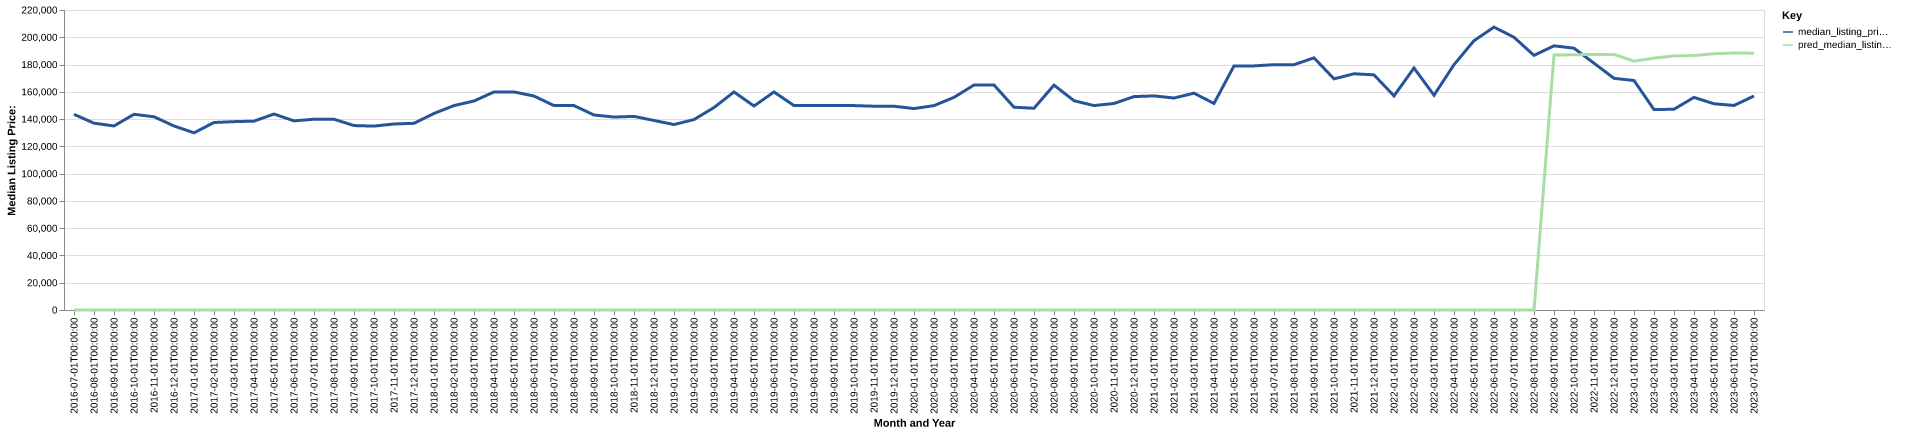 220,000
200,000
180,000
160,000
140,000
120,000
100,000
80,000
60,000
40,000
20,000
0
Median Listing Price:
2016-07-01T00:00:00
2016-08-01T00:00:00
2016-09-01T00:00:00
2016-10-01T00:00:00
2016-11-01T00:00:00
2016-12-01T00:00:00
2017-01-01T00:00:00
2017-02-01T00:00:00
2017-03-01T00:00:00
2017-04-01T00:00:00
2017-05-01T00:00:00
2017-06-01T00:00:00
2017-07-01T00:00:00
2017-08-01T00:00:00
2017-09-01T00:00:00
2017-10-01T00:00:00
2017-11-01T00:00:00
2017-12-01T00:00:00
2018-01-01T00:00:00
2018-02-01T00:00:00
2018-03-01T00:00:00
2018-04-01T00:00:00
2018-05-01T00:00:00
2018-06-01T00:00:00
2018-07-01T00:00:00
2018-08-01T00:00:00
2018-09-01T00:00:00
2018-10-01T00:00:00
2018-11-01T00:00:00
2018-12-01T00:00:00
2019-01-01T00:00:00
2019-02-01T00:00:00
2019-03-01T00:00:00
2019-04-01T00:00:00
2019-05-01T00:00:00
2019-06-01T00:00:00
2019-07-01T00:00:00
2019-08-01T00:00:00
2019-09-01T00:00:00
2019-10-01T00:00:00
2019-11-01T00:00:00
2019-12-01T00:00:00
2020-01-01T00:00:00
2020-02-01T00:00:00
2020-03-01T00:00:00
2020-04-01T00:00:00
2020-05-01T00:00:00
2020-06-01T00:00:00
2020-07-01T00:00:00
2020-08-01T00:00:00
2020-09-01T00:00:00
2020-10-01T00:00:00
2020-11-01T00:00:00
2020-12-01T00:00:00
2021-01-01T00:00:00
2021-02-01T00:00:00
2021-03-01T00:00:00
2021-04-01T00:00:00
2021-05-01T00:00:00
2021-06-01T00:00:00
2021-07-01T00:00:00
2021-08-01T00:00:00
2021-09-01T00:00:00
2021-10-01T00:00:00
2021-11-01T00:00:00
2021-12-01T00:00:00
2022-01-01T00:00:00
2022-02-01T00:00:00
2022-03-01T00:00:00
2022-04-01T00:00:00
2022-05-01T00:00:00
2022-06-01T00:00:00
2022-07-01T00:00:00
2022-08-01T00:00:00
2022-09-01T00:00:00
2022-10-01T00:00:00
2022-11-01T00:00:00
2022-12-01T00:00:00
2023-01-01T00:00:00
2023-02-01T00:00:00
2023-03-01T00:00:00
2023-04-01T00:00:00
2023-05-01T00:00:00
2023-06-01T00:00:00
2023-07-01T00:00:00
Month and Year
Key
median_listing_pri…
pred_median_listin…